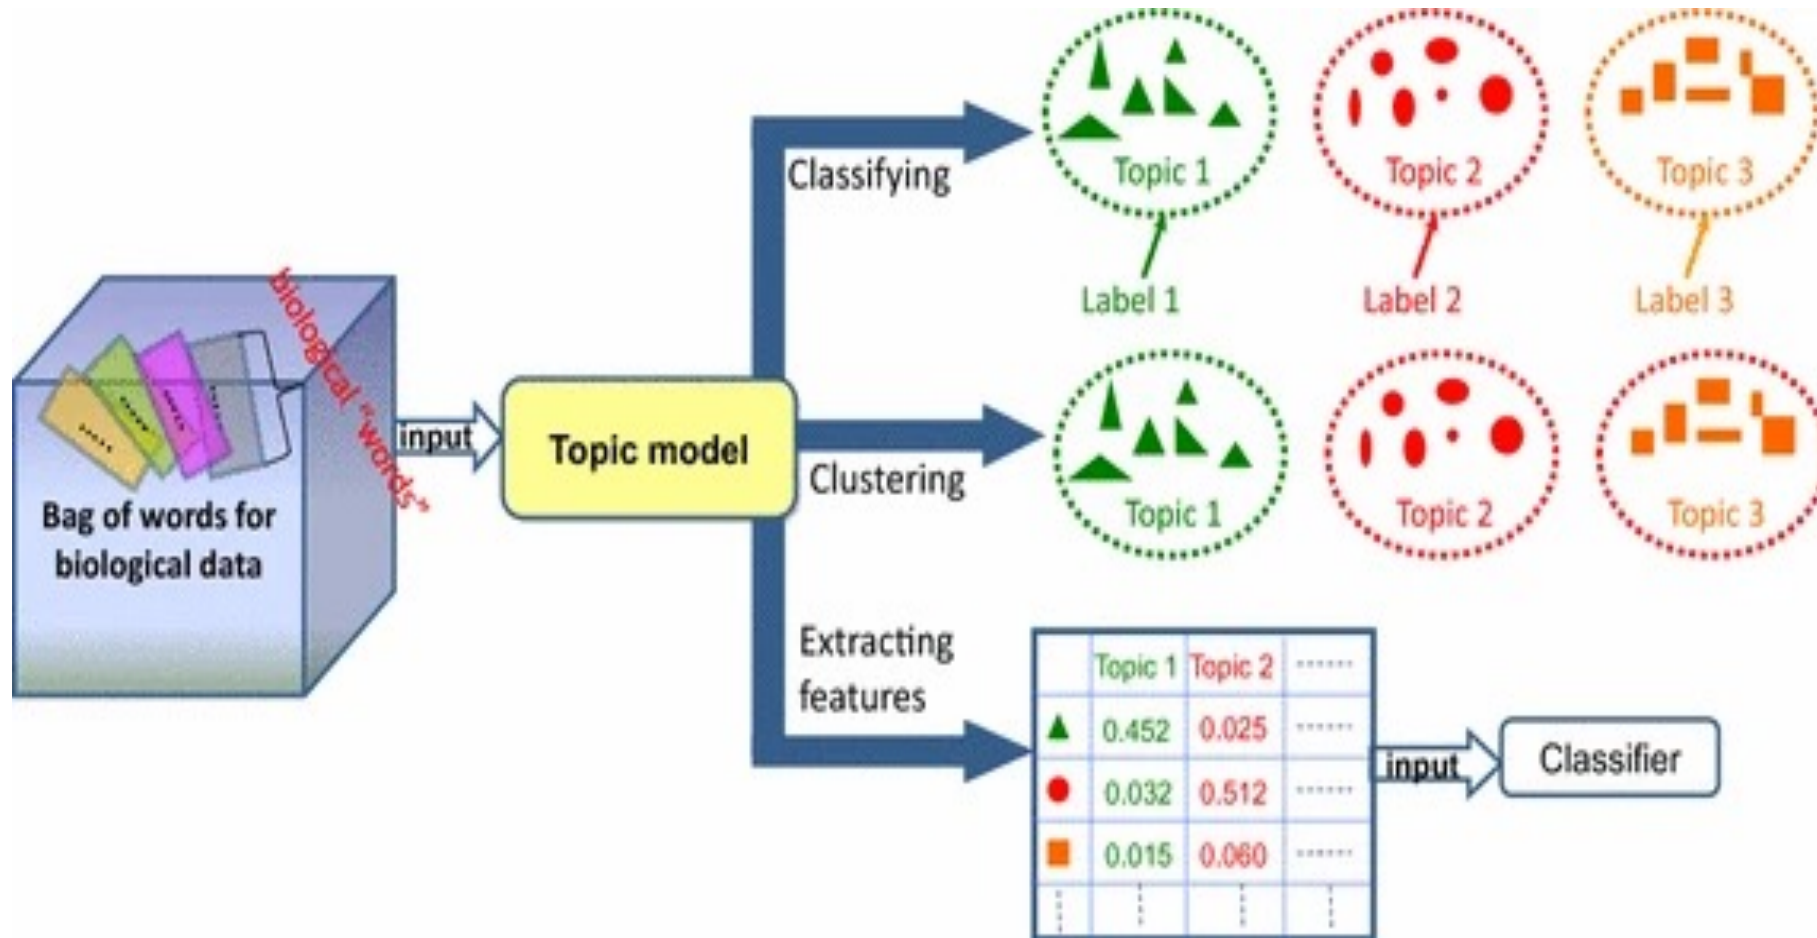 Topic 1
Topic 2
Topic 3
Classifying
Label 1
Label 2
Label 3
biological "words"
input
Topic model
Clustering
Topic 1
Topic 2
Topic 3
Bag of words for
biological data
Extracting
features
Topic 1 Topic 2 ......
0.452 0.025 ......
0.032 0.512 ......
0.015 0.060 ......
input
Classifier